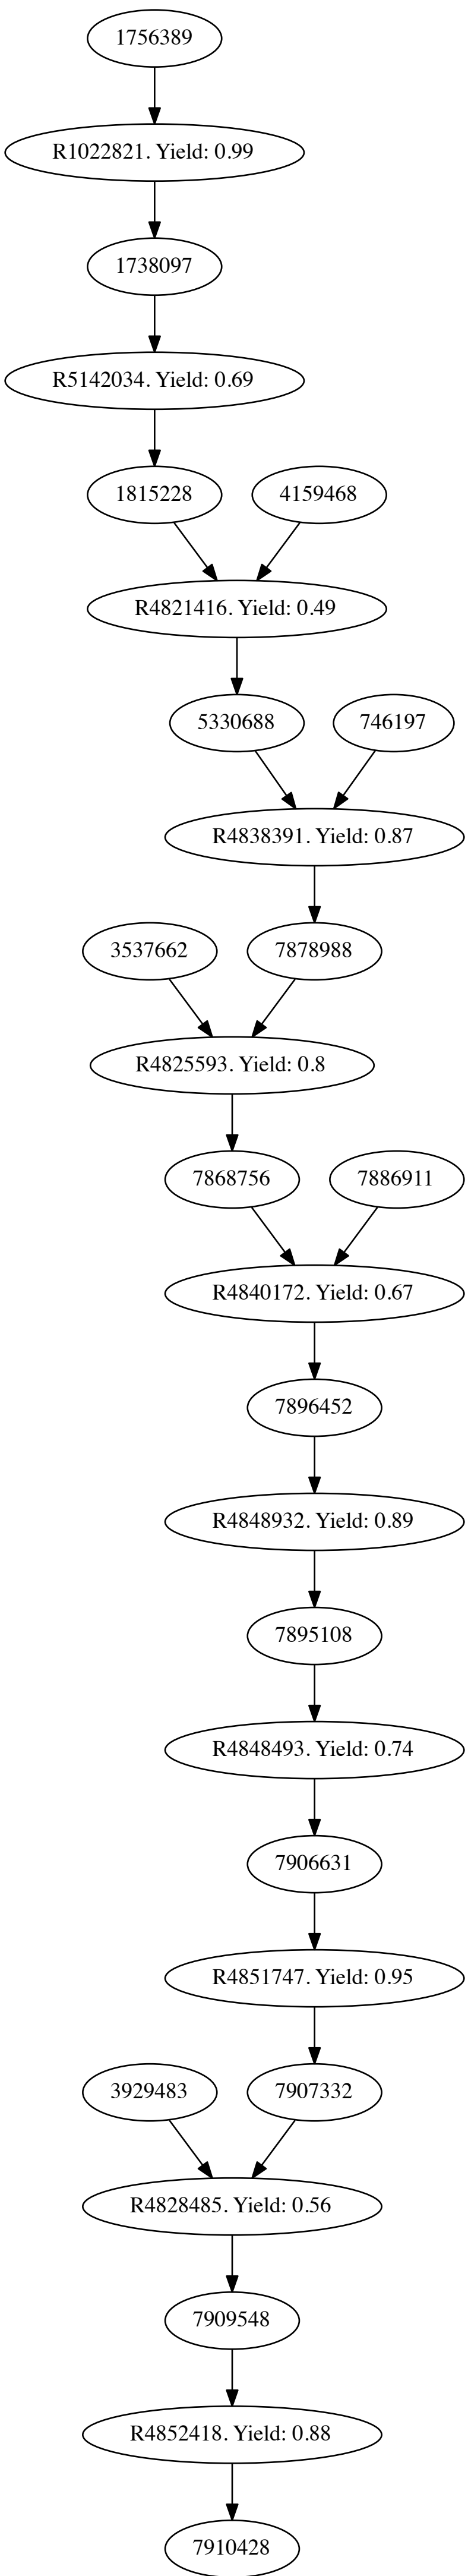 1756389
R1022821. Yield: 0.99
1738097
R5142034. Yield: 0.69
1815228
4159468
R4821416. Yield: 0.49
5330688
746197
R4838391. Yield: 0.87
3537662
7878988
R4825593. Yield: 0.8
7868756
7886911
R4840172. Yield: 0.67
7896452
R4848932. Yield: 0.89
7895108
R4848493. Yield: 0.74
7906631
R4851747. Yield: 0.95
3929483
7907332
R4828485. Yield: 0.56
7909548
R4852418. Yield: 0.88
7910428